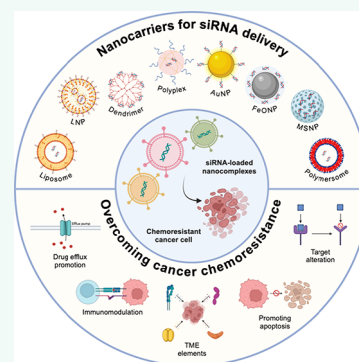 Nanocarriers for siRNA delivery
Liposome
LNP
Dendrimer
Polyplex
AuNP
FeONP
MSNP
Polymersome
siRNA-loaded
nanocomplexes
Chemoresistant
cancer cell
Overcoming cancer chemoresistance
Efflux pump
Drug efflux
promotion
Immunomodulation
TME
elements
Promoting
apoptosis
Target
alteration